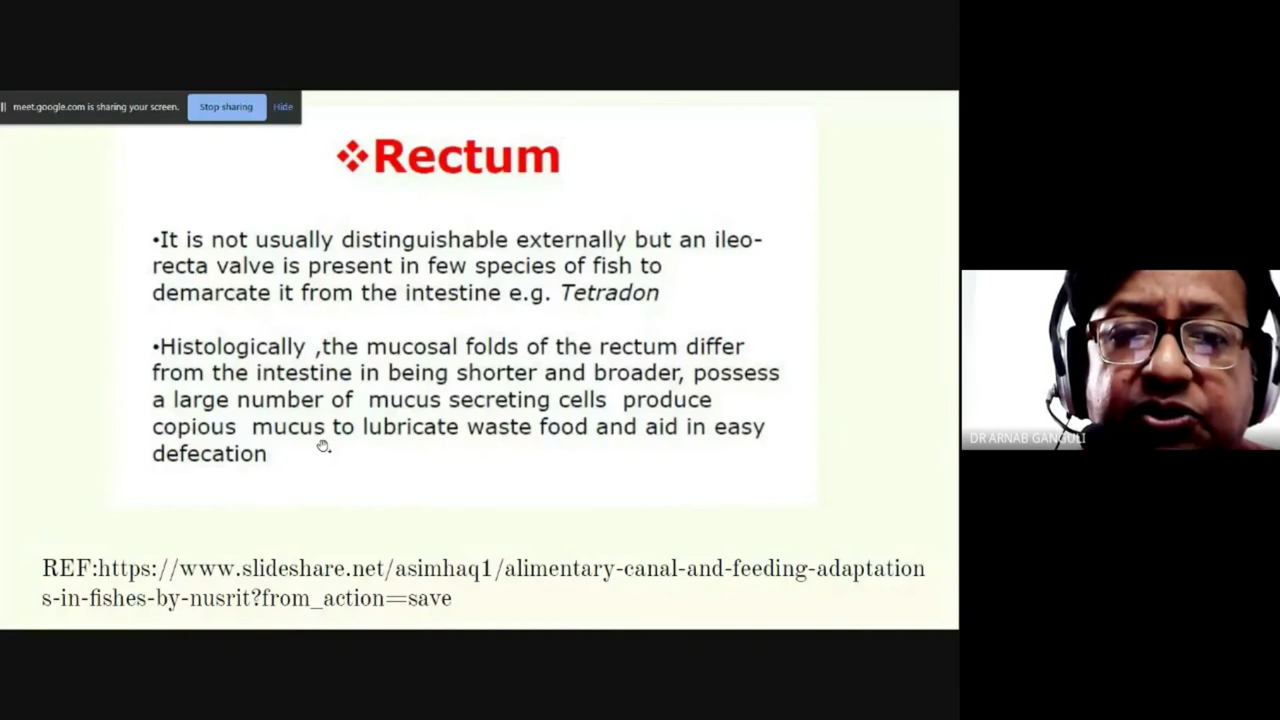 meet.google.com is sharing your screen. Stop sharing Hide
❖Rectum
•It is not usually distinguishable externally but an ileo-
recta valve is present in few species of fish to
demarcate it from the intestine e.g. Tetradon
•Histologically ,the mucosal folds of the rectum differ
from the intestine in being shorter and broader, possess
a large number of mucus secreting cells produce
copious mucus to lubricate waste food and aid in easy
defecation
DR ARNAB GANGULI
REF:https://www.slideshare.net/asimhaq1/alimentary-canal-and-feeding-adaptation
s-in-fishes-by-nusrit?from_action=save